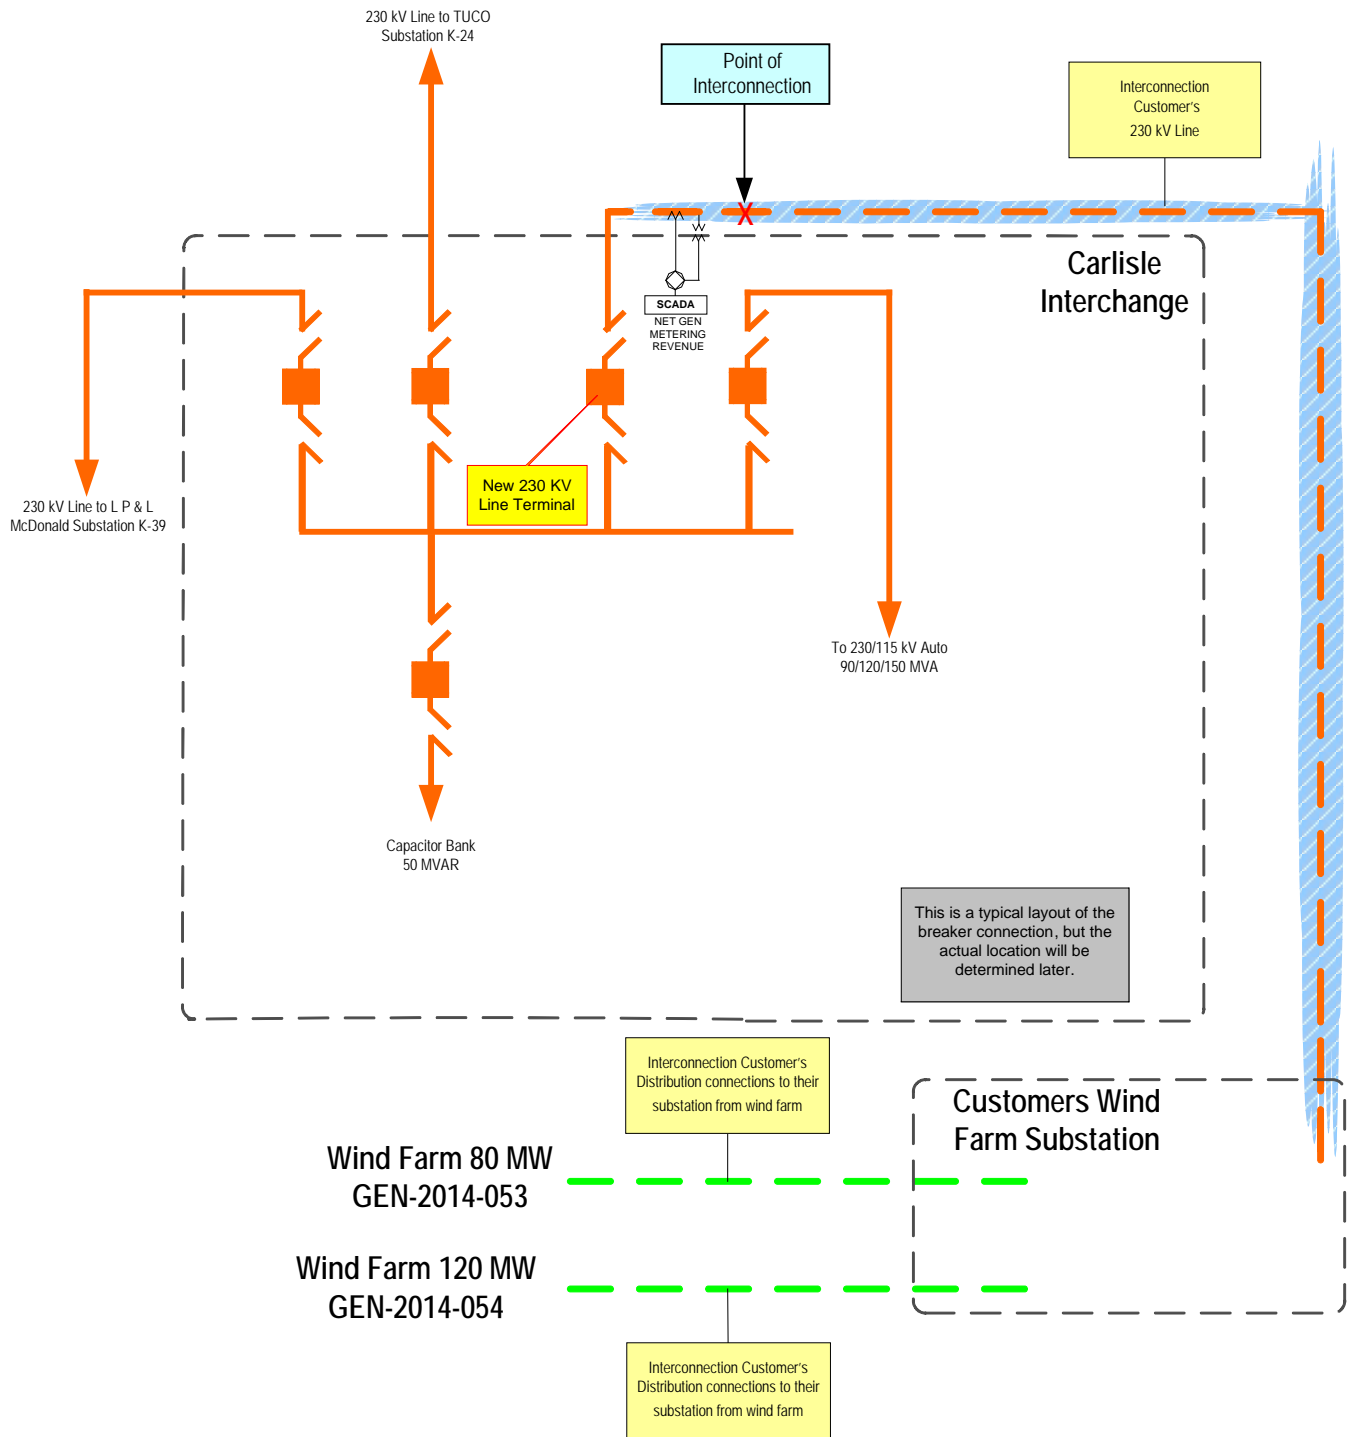 230 kV Line to TUCO
Substation K-24
Point of
Interconnection
Interconnection
Customer's
230 kV Line
X
Carlisle
Interchange
SCADA
NET GEN
METERING
REVENUE
New 230 KV
Line Terminal
230 kV Line to L P & L
McDonald Substation K-39
To 230/115 kV Auto
90/120/150 MVA
Capacitor Bank
50 MVAR
This is a typical layout of the
breaker connection, but the
actual location will be
determined later.
Interconnection Customer's
Distribution connections to their
substation from wind farm
Customers Wind
Farm Substation
Wind Farm 80 MW
GEN-2014-053
Wind Farm 120 MW
GEN-2014-054
Interconnection Customer's
Distribution connections to their
substation from wind farm